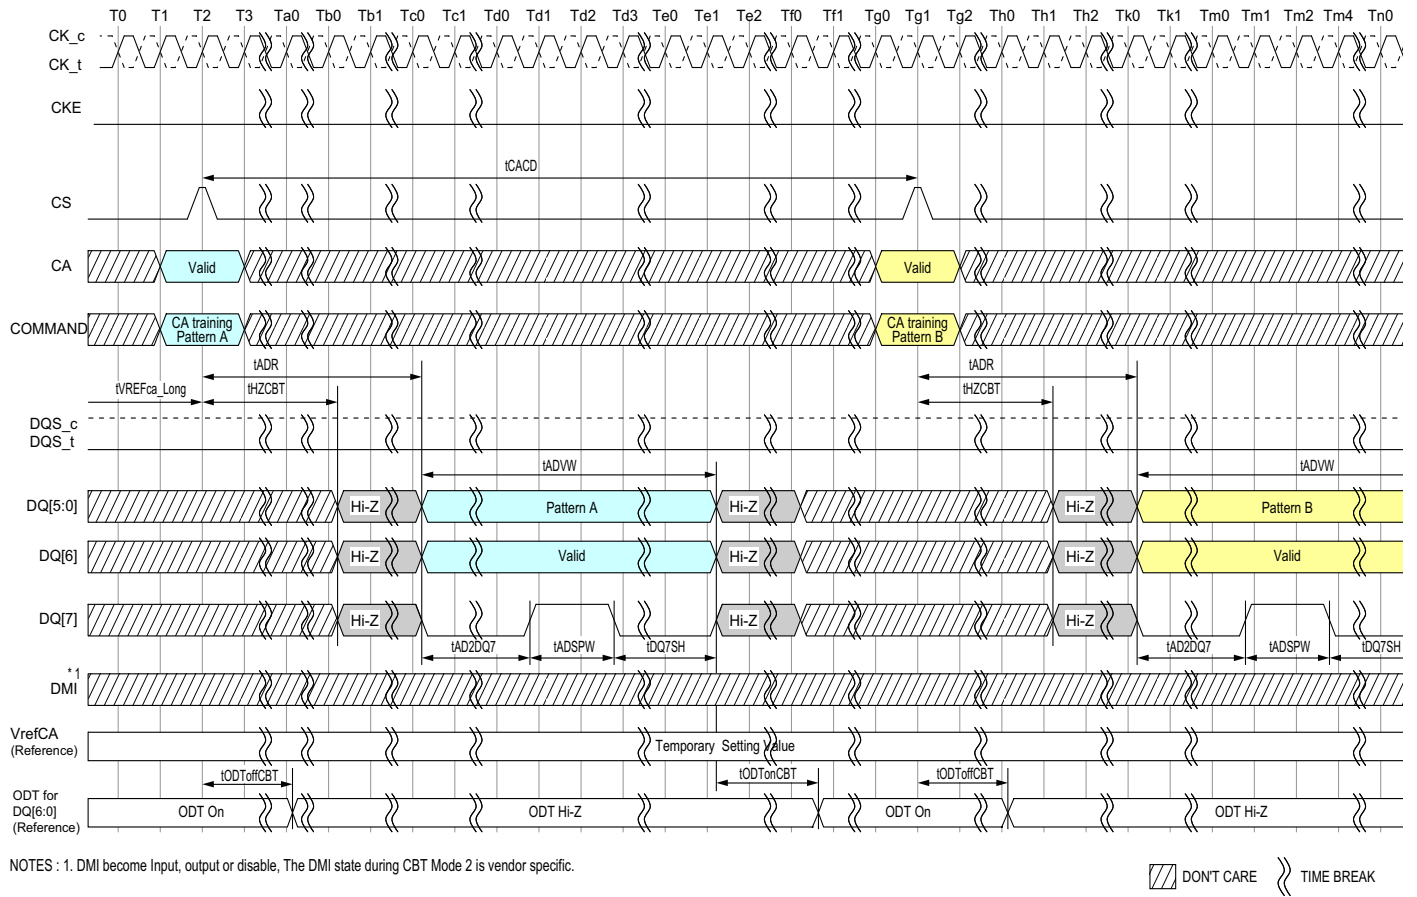 T0 T1 T2 T3 Ta0 Tb0 Tb1 Tc0 Tc1 Td0 Td1 Td2 Td3 Te0 Te1 Te2 Tf0 Tf1 Tg0 Tg1 Tg2 Th0 Th1 Th2 Tk0 Tk1 Tm0 Tm1 Tm2 Tm4 Tn0
CK_c
CK_t
CKE
tCACD
CS
CA Valid Valid
COMMAND CA training Pattern A CA training Pattern B
tADR tADR
tVREFca_Long tHZCBT tHZCBT
DQS_c
DQS_t
tADVW tADVW
DQ[5:0] Hi-Z Pattern A Hi-Z Hi-Z Pattern B
DQ[6] Hi-Z Valid Hi-Z Hi-Z Valid
DQ[7] Hi-Z Hi-Z Hi-Z
tAD2DQ7 tADSPW tDQ7SH tAD2DQ7 tADSPW tDQ7SH
*1
DMI
VrefCA
(Reference) Temporary Setting Value
tODToffCBT tODTonCBT tODToffCBT
ODT for
DQ[6:0] ODT On ODT Hi-Z ODT On ODT Hi-Z
(Reference)
NOTES : 1. DMI become Input, output or disable, The DMI state during CBT Mode 2 is vendor specific.
DON'T CARE TIME BREAK